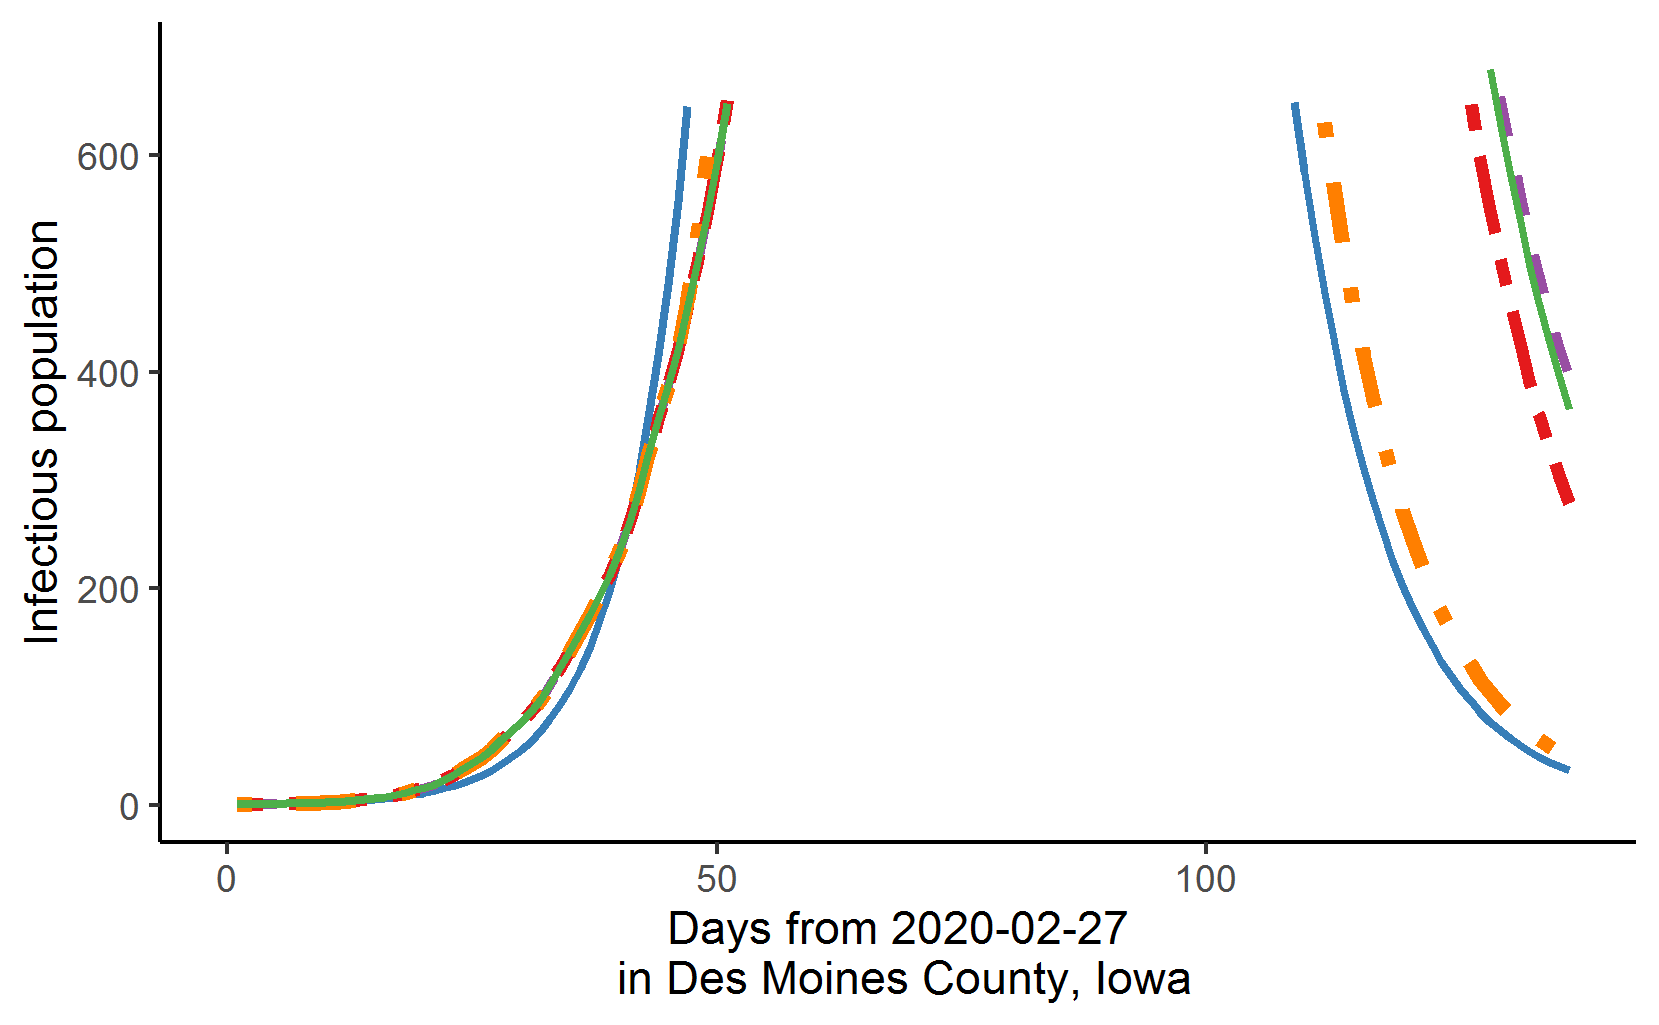 Infectious population
600
400
200
0
0 50 100
Days from 2020-02-27
in Des Moines County, Iowa